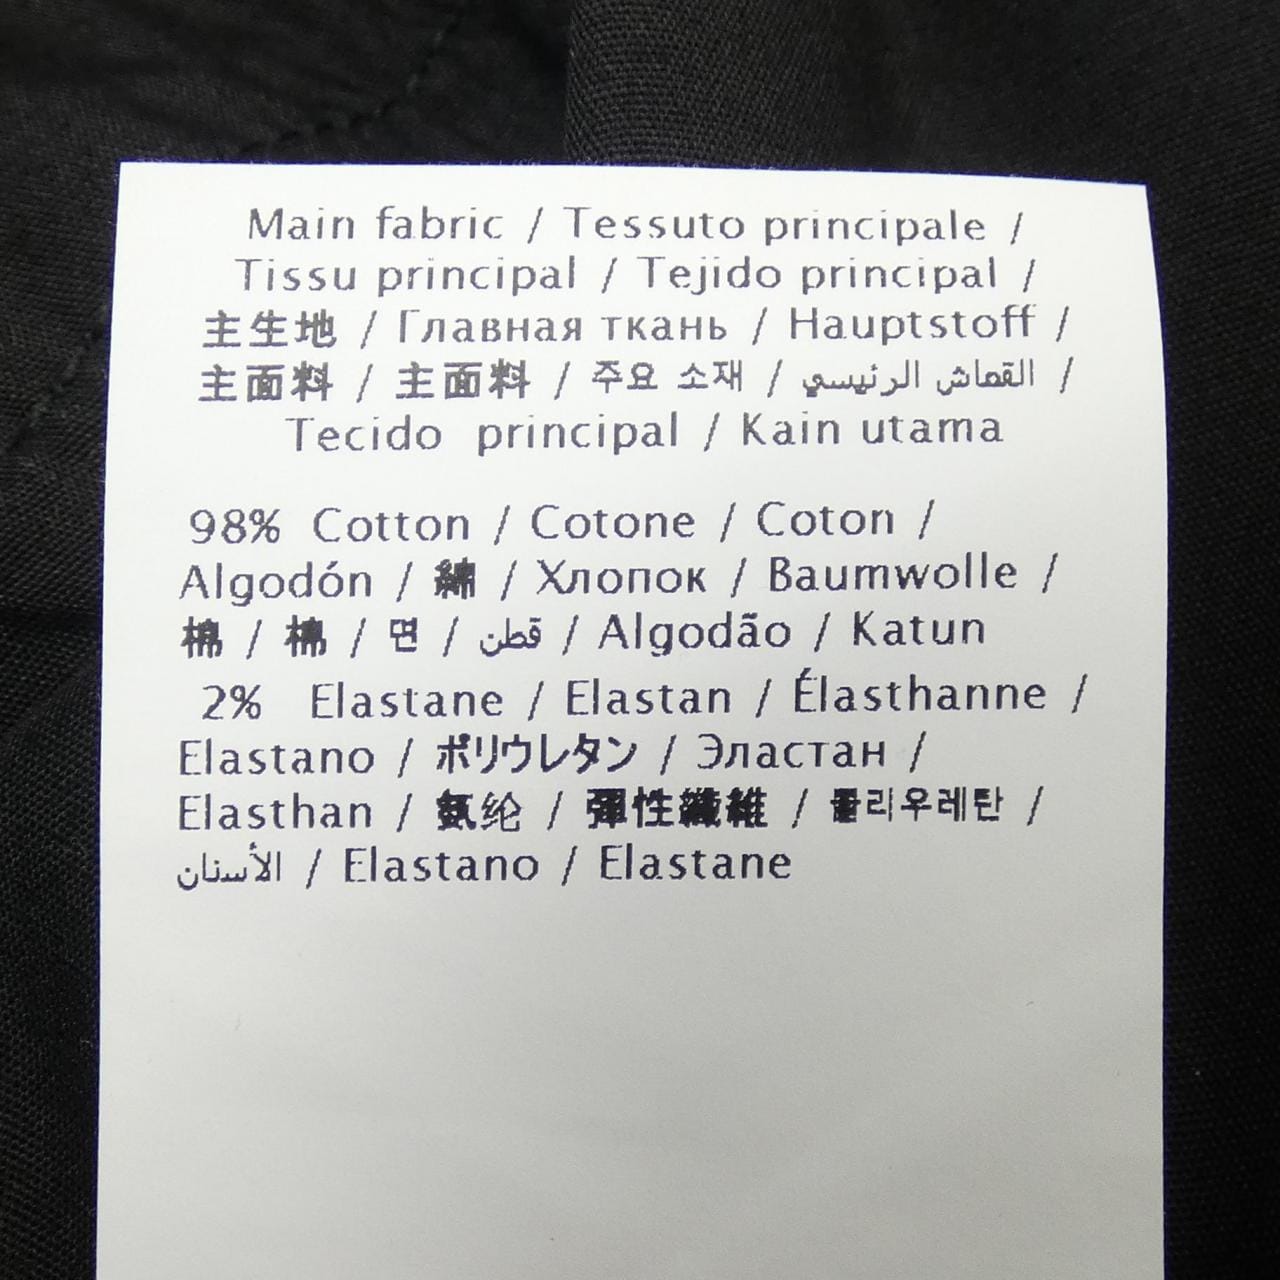 Main fabric / Tessuto principale /
Tissu principal / Tejido principal /
主生地 / Главная ткань / Hauptstoff /
主面料 / 主面料 / 주요 소재 / القماش الرئيسي /
Tecido principal / Kain utama
98% Cotton / Cotone / Coton /
Algodón / 綿 / Хлопок / Baumwolle /
棉 / 棉 / 면 / قطن / Algodão / Katun
2% Elastane / Elastan / Élasthanne /
Elastano / ポリウレタン / Эластан /
Elasthan / 氨纶 / 彈性纖維 / 폴리우레탄 /
الأسنان / Elastano / Elastane